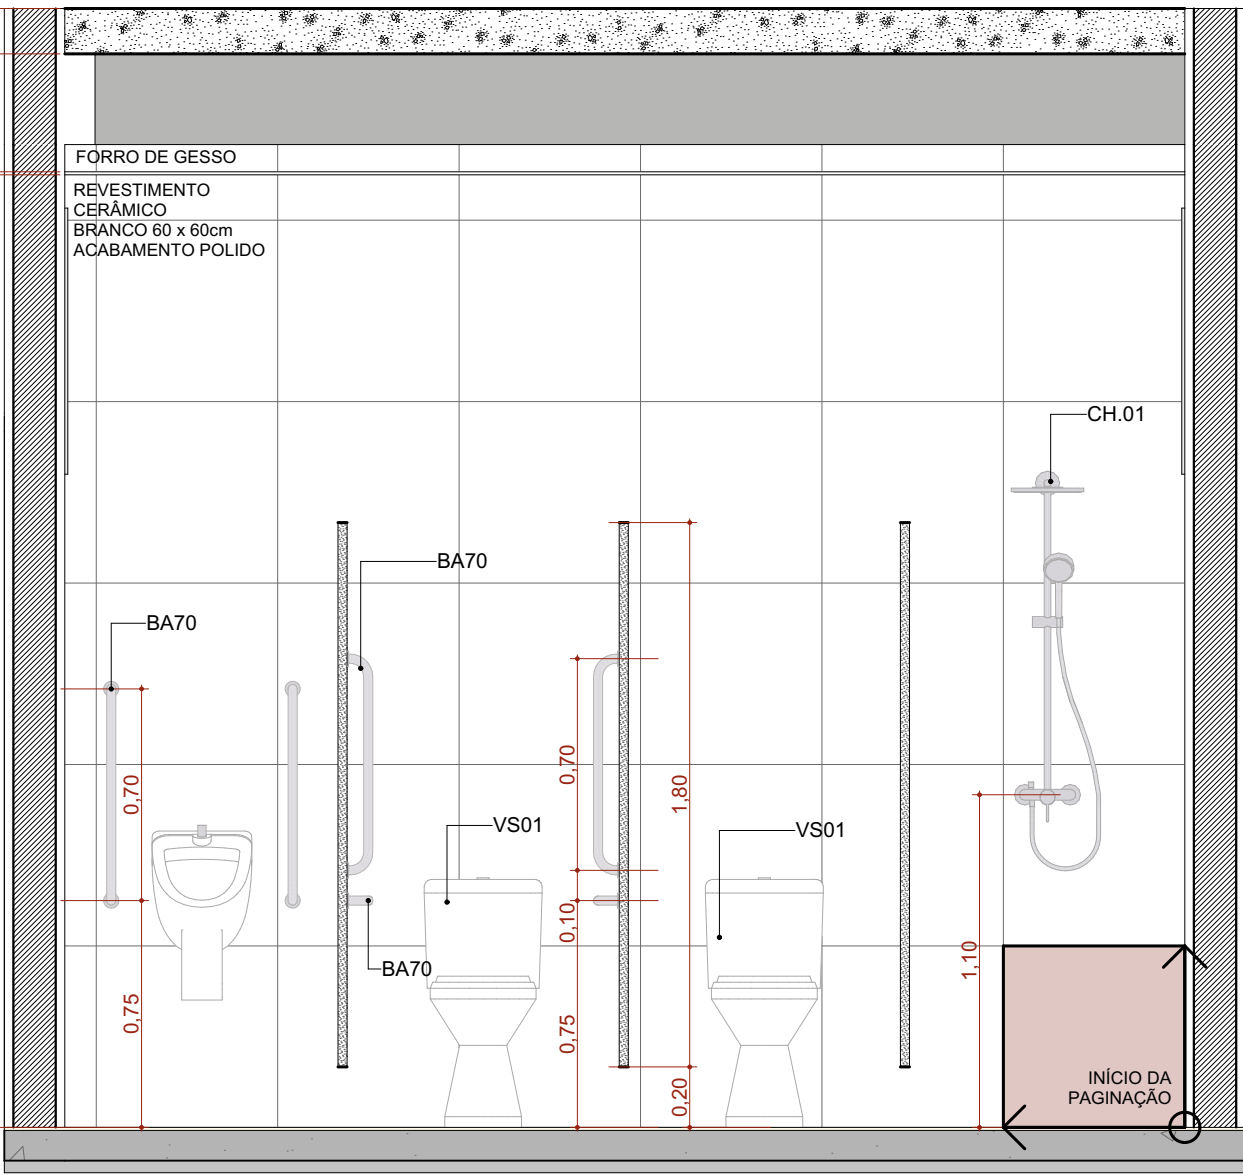 FORRO DE GESSO
REVESTIMENTO
CERÂMICO
BRANCO 60 x 60cm
ACABAMENTO POLIDO
CH.01
BA70
BA70
0,70
0,70
1,80
VS01
VS01
0,10
BA70
1,10
0,75
0,75
0,20
INÍCIO DA
PAGINAÇÃO